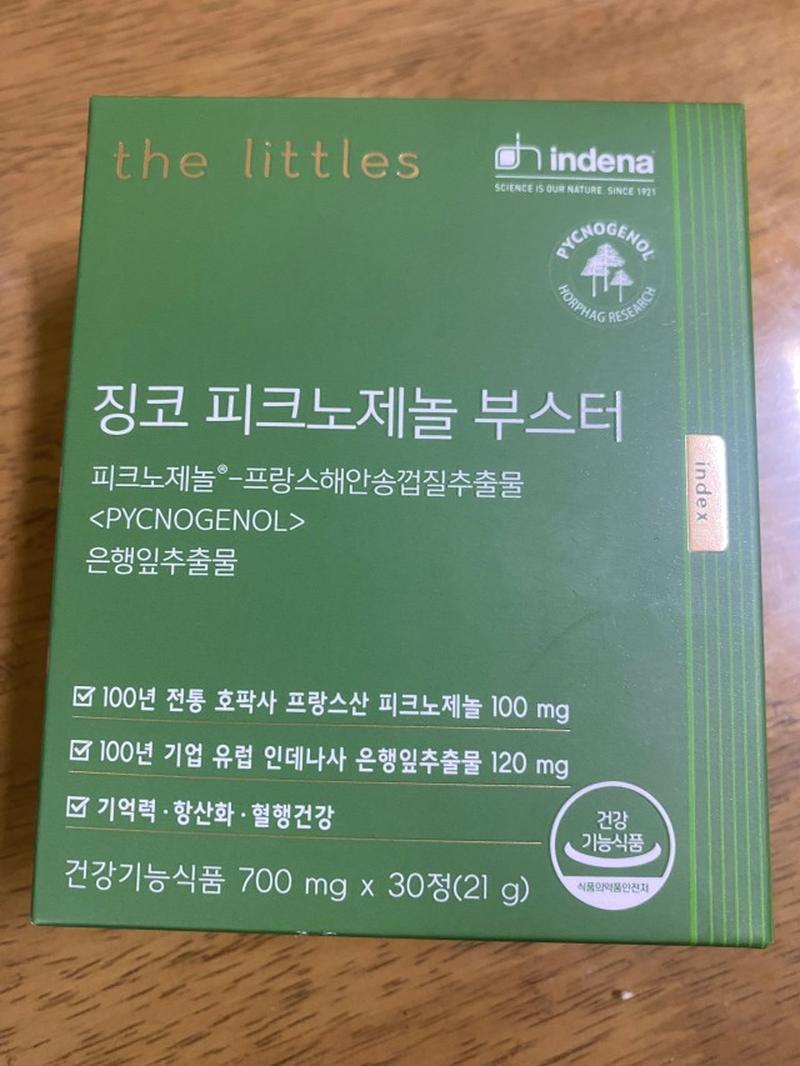 the littles
indena
SCIENCE IS OUR NATURE. SINCE 1921
PYCNOGENOL®
HORPHAG RESEARCH
징코 피크노제놀 부스터
피크노제놀®-프랑스해안송껍질추출물
<PYCNOGENOL>
은행잎추출물
index
100년 전통 호팍사 프랑스산 피크노제놀 100 mg
100년 기업 유럽 인데나사 은행잎추출물 120 mg
기억력·항산화·혈행건강
건강
기능식품
식품의약품안전처
건강기능식품 700 mg x 30정(21 g)